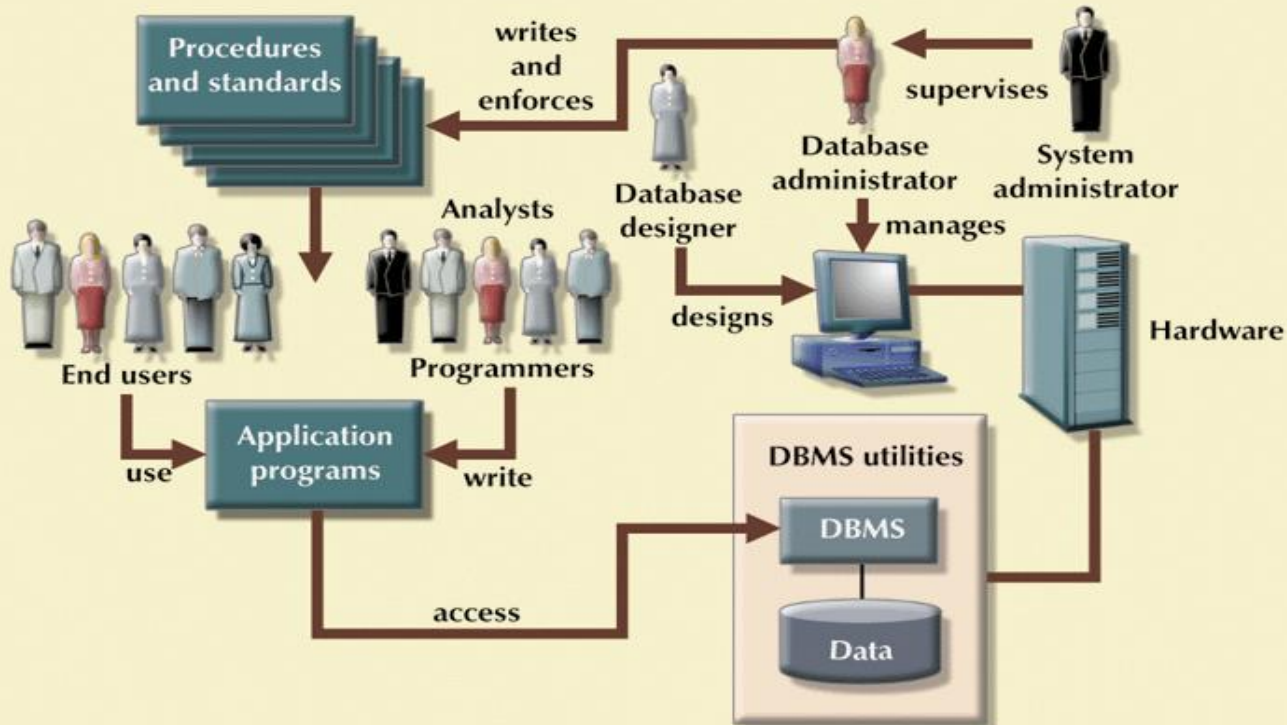 Procedures
and standards
writes
and
enforces
supervises
Database
administrator
System
administrator
Database
designer
manages
Analysts
designs
Hardware
End users
Programmers
use
Application
programs
write
DBMS utilities
DBMS
access
Data